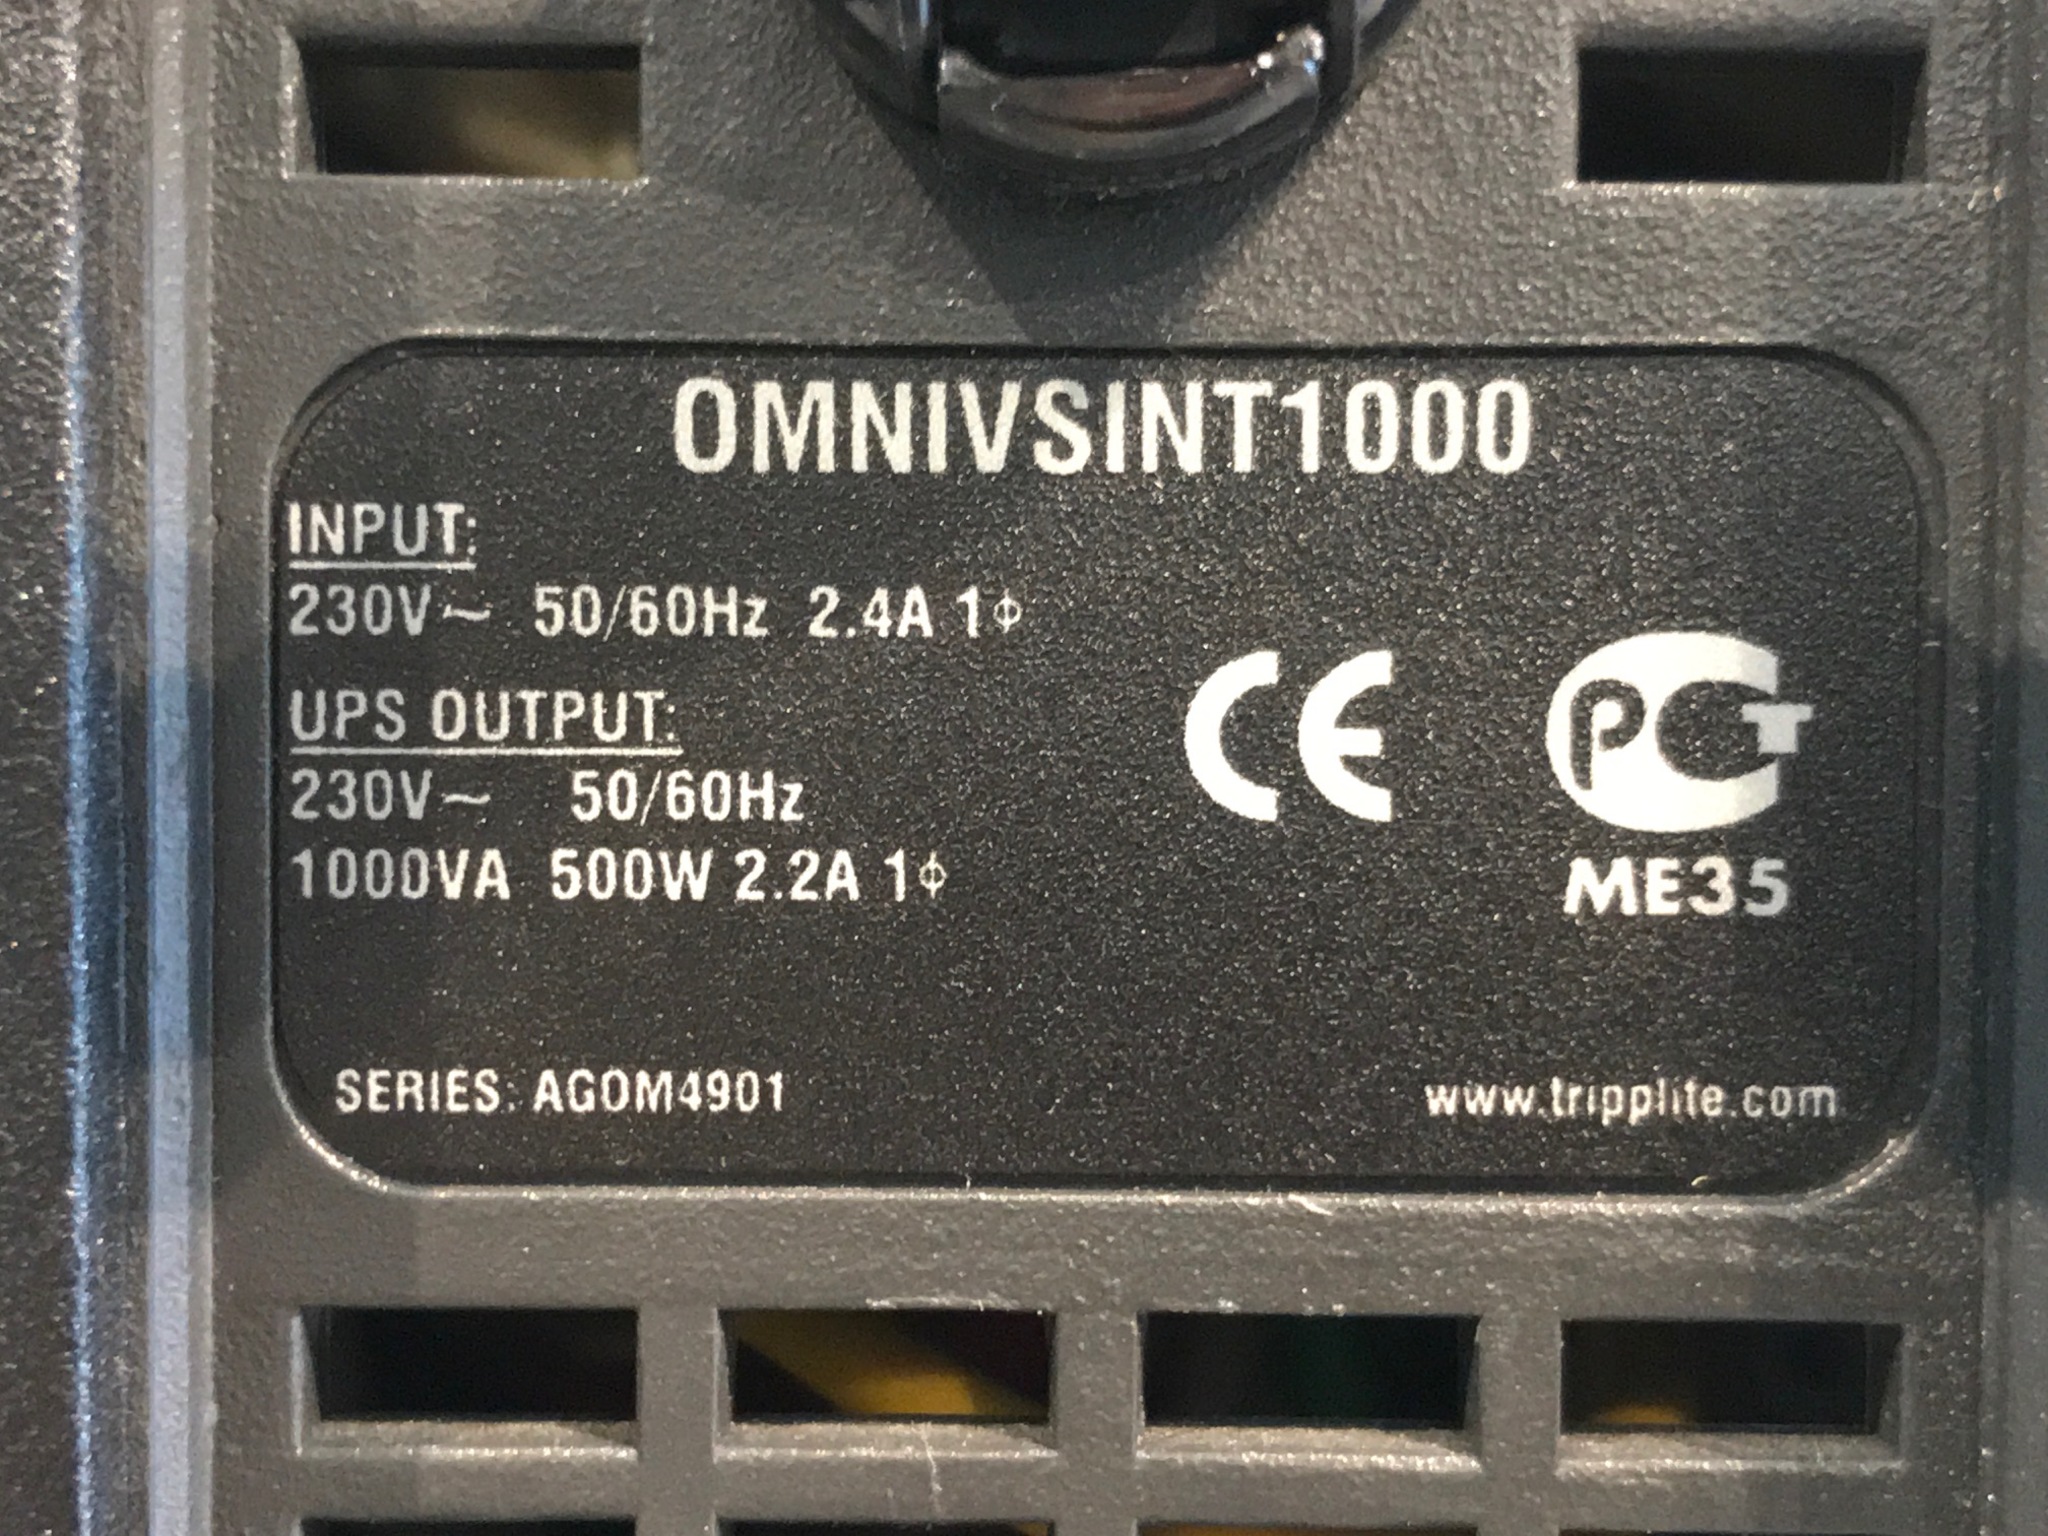 OMNIVSINT1000
INPUT:
230V~ 50/60Hz 2.4A 1ϕ
UPS OUTPUT:
230V~ 50/60Hz
1000VA 500W 2.2A 1ϕ
CE
РСТ
ME35
SERIES: AGOM4901
www.tripplite.com